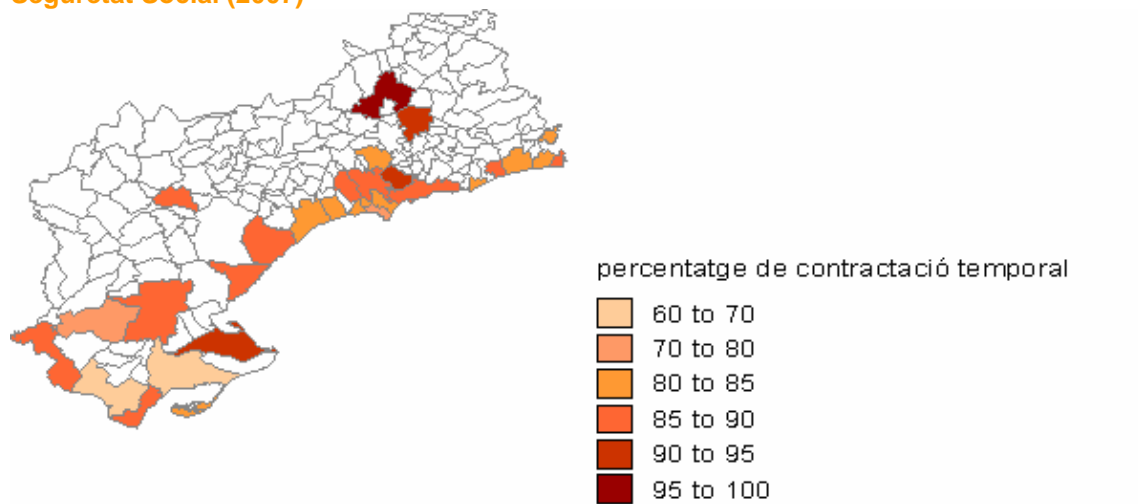 Seguretat Social (2007)
percentatge de contractació temporal
60 to 70
70 to 80
80 to 85
85 to 90
90 to 95
95 to 100